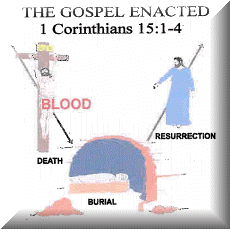 THE GOSPEL ENACTED
1 Corinthians 15:1-4
BLOOD
RESURRECTION
DEATH
BURIAL